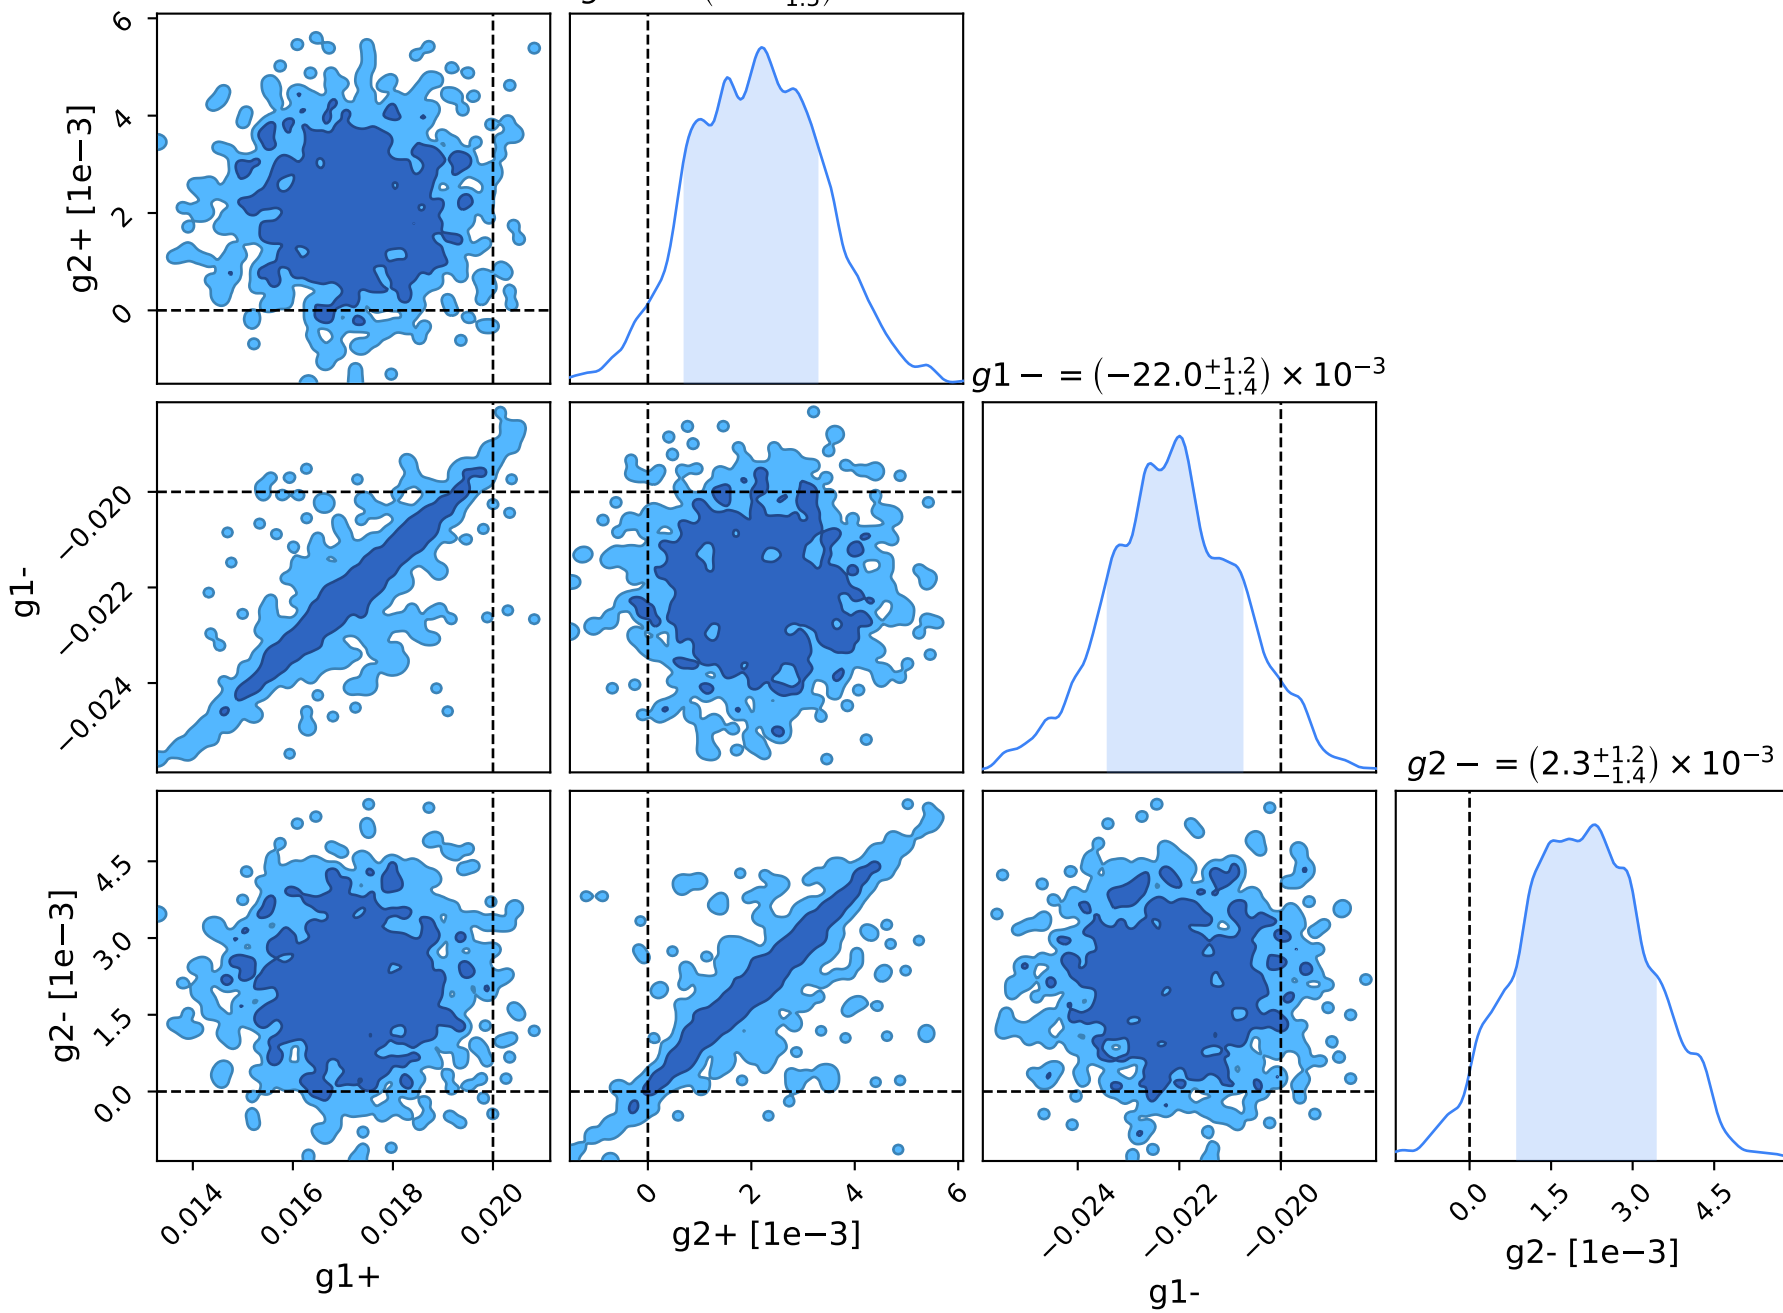 6
4
2
0
g2+ [1e−3]
g1 − = (−22.0 +1.2 −1.4) × 10−3
−0.020
−0.022
−0.024
g1-
g2 − = (2.3 +1.2 −1.4) × 10−3
4.5
3.0
1.5
0.0
g2- [1e−3]
0.014 0.016 0.018 0.020
0 2 4 6
−0.024 −0.022 −0.020
0.0 1.5 3.0 4.5
g1+
g2+ [1e−3]
g1-
g2- [1e−3]